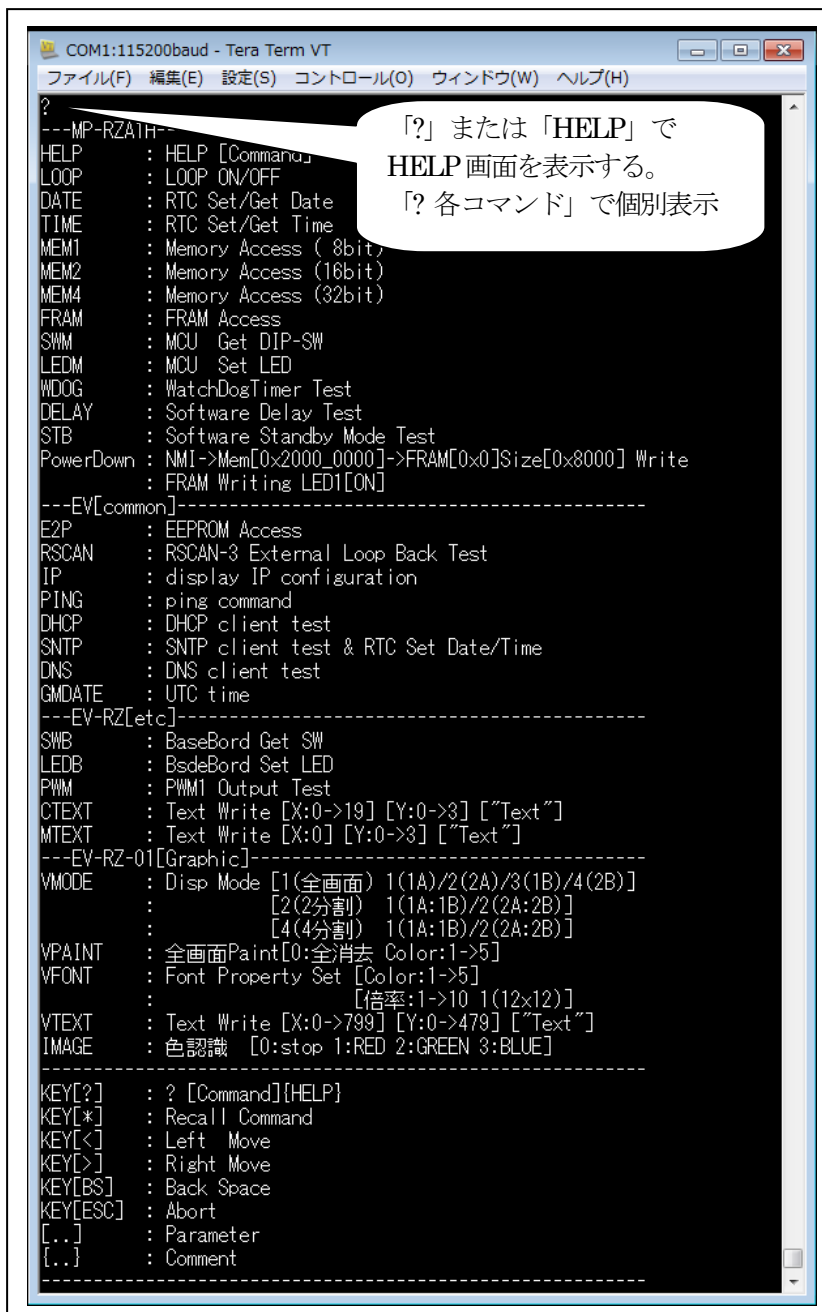 COM1:115200baud - Tera Term VT
ファイル(F) 編集(E) 設定(S) コントロール(O) ウィンドウ(W) ヘルプ(H)
?
「?」または「HELP」で
HELP画面を表示する。
「? 各コマンド」で個別表示
---MP-RZA1H--
HELP : HELP [Command]
LOOP : LOOP ON/OFF
DATE : RTC Set/Get Date
TIME : RTC Set/Get Time
MEM1 : Memory Access ( 8bit)
MEM2 : Memory Access (16bit)
MEM4 : Memory Access (32bit)
FRAM : FRAM Access
SWM : MCU Get DIP-SW
LEDM : MCU Set LED
WDOG : WatchDogTimer Test
DELAY : Software Delay Test
STB : Software Standby Mode Test
PowerDown : NMI->Mem[0x2000_0000]->FRAM[0x0]Size[0x8000] Write
: FRAM Writing LED1[ON]
---EV[common]---------------------------------------------
E2P : EEPROM Access
RSCAN : RSCAN-3 External Loop Back Test
IP : display IP configuration
PING : ping command
DHCP : DHCP client test
SNTP : SNTP client test & RTC Set Date/Time
DNS : DNS client test
GMDATE : UTC time
---EV-RZ[etc]---------------------------------------------
SWB : BaseBord Get SW
LEDB : BsdeBord Set LED
PWM : PWM1 Output Test
CTEXT : Text Write [X:0->19] [Y:0->3] ["Text"]
MTEXT : Text Write [X:0] [Y:0->3] ["Text"]
---EV-RZ-01[Graphic]--------------------------------------
VMODE : Disp Mode [1(全画面) 1(1A)/2(2A)/3(1B)/4(2B)]
: [2(2分割) 1(1A:1B)/2(2A:2B)]
: [4(4分割) 1(1A:1B)/2(2A:2B)]
VPAINT : 全画面Paint[0:全消去 Color:1->5]
VFONT : Font Property Set [Color:1->5]
: [倍率:1->10 1(12x12)]
VTEXT : Text Write [X:0->799] [Y:0->479] ["Text"]
IMAGE : 色認識 [0:stop 1:RED 2:GREEN 3:BLUE]
----------------------------------------------------------
KEY[?] : ? [Command]{HELP}
KEY[*] : Recall Command
KEY[<] : Left Move
KEY[>] : Right Move
KEY[BS] : Back Space
KEY[ESC] : Abort
[..] : Parameter
{..} : Comment
----------------------------------------------------------